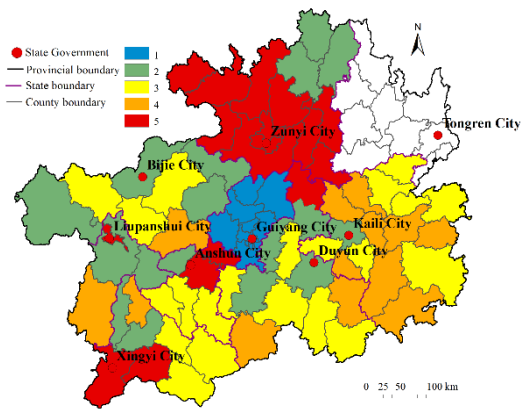 N
State Government
Provincial boundary
State boundary
County boundary
1
2
3
4
5
Zunyi City
Tongren City
Bijie City
Liupanshui City
Guiyang City
Kaili City
Anshun City
Duyun City
Xingyi City
0 25 50 100 km